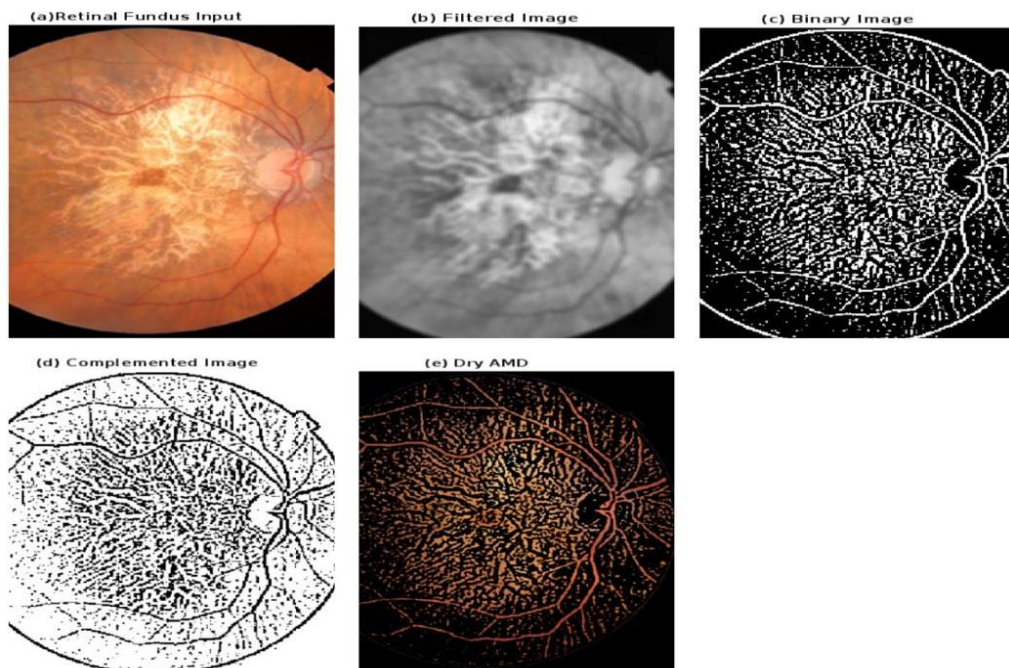 (a)Retinal Fundus Input
(b) Filtered Image
(c) Binary Image
(d) Complemented Image
(e) Dry AMD